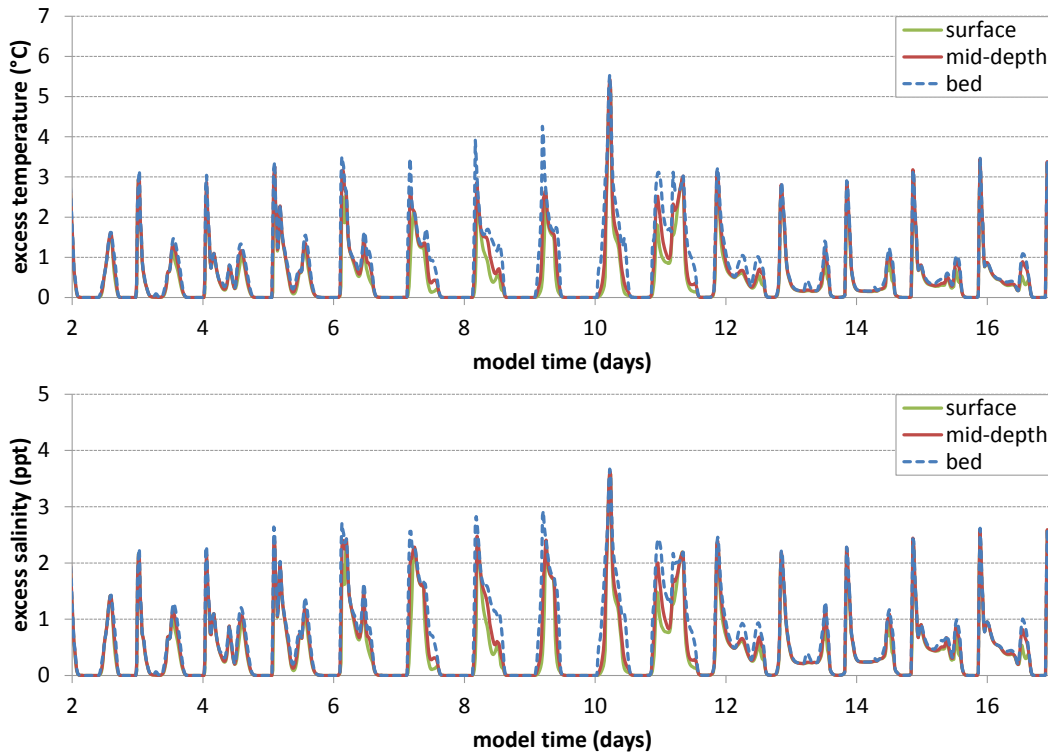 excess temperature (°C)
7
6
5
4
3
2
1
0
surface
mid-depth
bed
2 4 6 8 10 12 14 16
model time (days)
excess salinity (ppt)
5
4
3
2
1
0
surface
mid-depth
bed
2 4 6 8 10 12 14 16
model time (days)